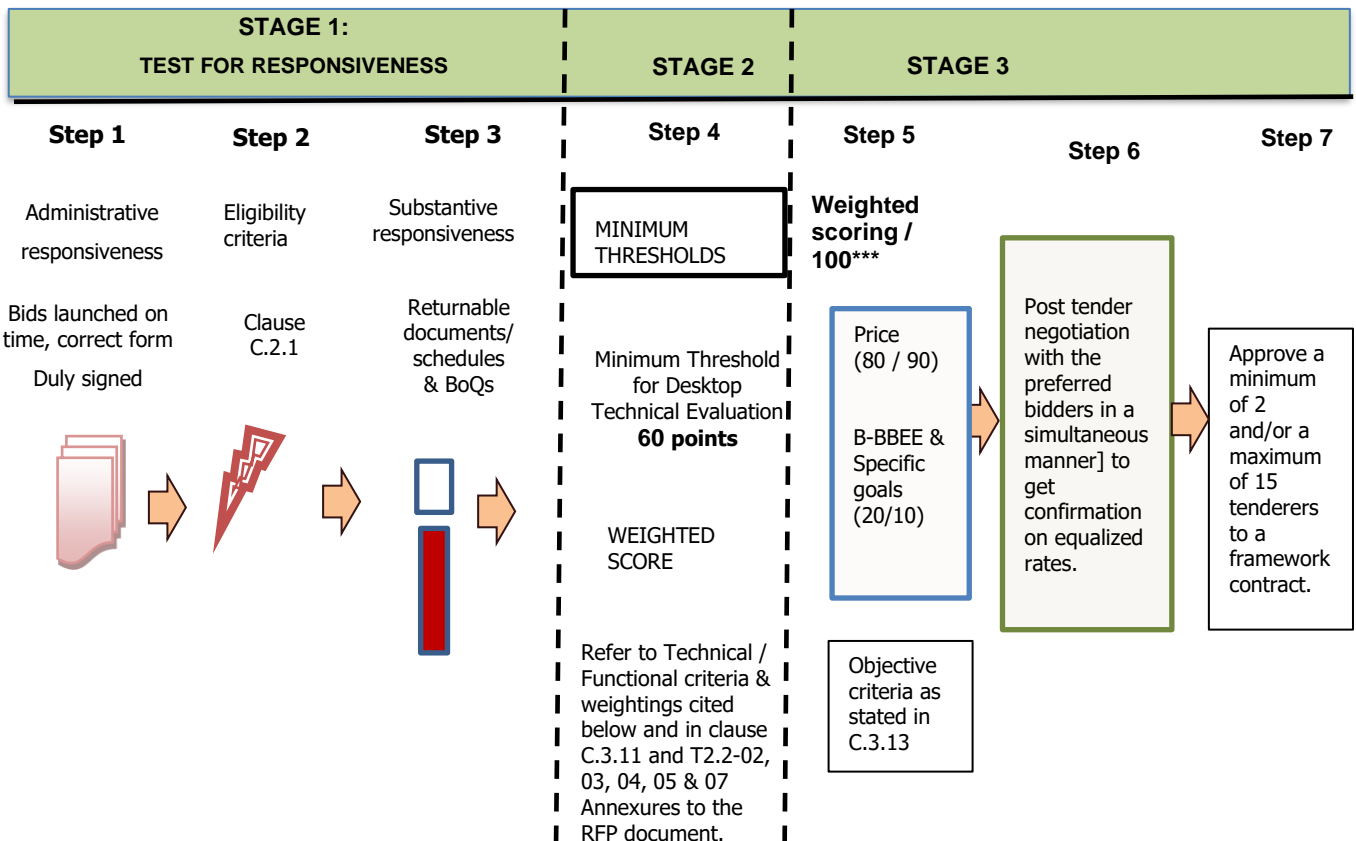 STAGE 1:
TEST FOR RESPONSIVENESS
STAGE 2
STAGE 3
Step 1
Step 2
Step 3
Step 4
Step 5
Step 6
Step 7
Administrative
responsiveness
Bids launched on
time, correct form
Duly signed
Eligibility
criteria
Clause
C.2.1
Substantive
responsiveness
Returnable
documents/
schedules
& BoQs
MINIMUM
THRESHOLDS
Minimum Threshold
for Desktop
Technical Evaluation
60 points
WEIGHTED
SCORE
Refer to Technical /
Functional criteria &
weightings cited
below and in clause
C.3.11 and T2.2-02,
03, 04, 05 & 07
Annexures to the
RFP document.
Weighted
scoring /
100***
Price
(80 / 90)
B-BBEE &
Specific
goals
(20/10)
Objective
criteria as
stated in
C.3.13
Post tender
negotiation
with the
preferred
bidders in a
simultaneous
manner] to
get
confirmation
on equalized
rates.
Approve a
minimum
of 2
and/or a
maximum
of 15
tenderers
to a
framework
contract.